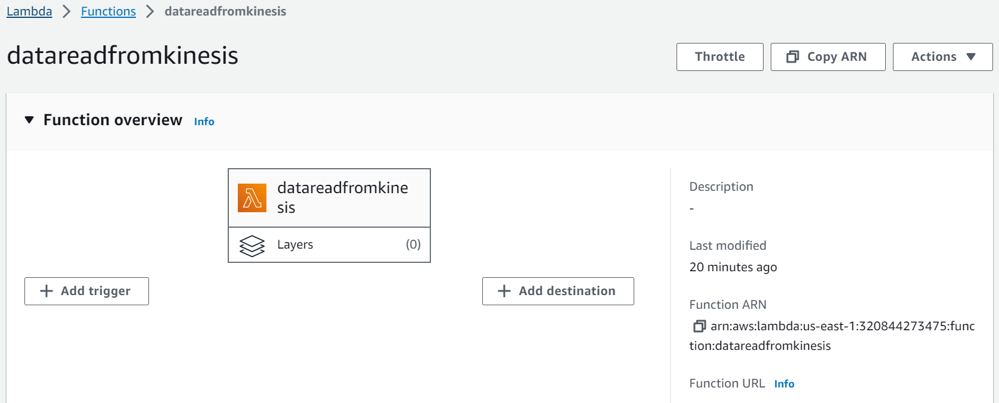 Lambda > Functions > datareadfromkinesis
datareadfromkinesis
Throttle
Copy ARN
Actions
Function overview Info
datareadfromkine
sis
Layers (0)
Add trigger
Add destination
Description
-
Last modified
20 minutes ago
Function ARN
arn:aws:lambda:us-east-1:320844273475:func
tion:datareadfromkinesis
Function URL Info